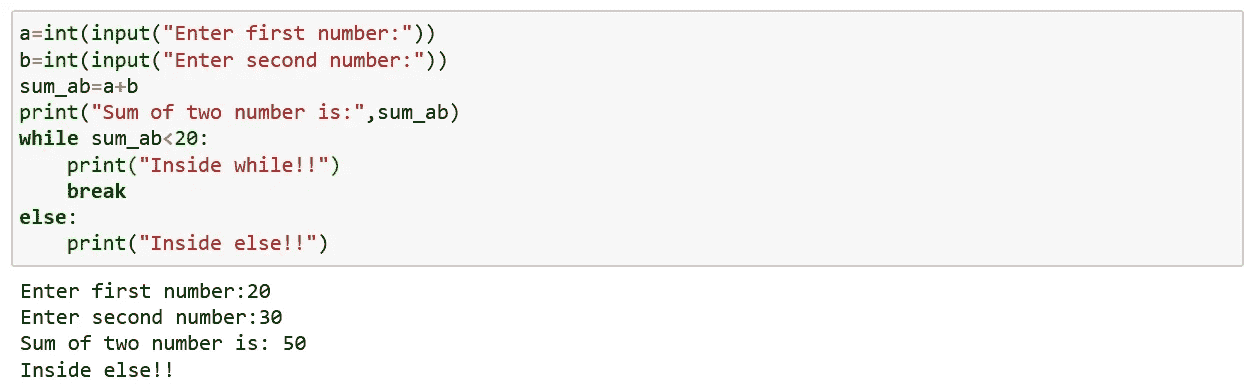 a=int(input("Enter first number:"))
b=int(input("Enter second number:"))
sum_ab=a+b
print("Sum of two number is:",sum_ab)
while sum_ab<20:
    print("Inside while!!")
    break
else:
    print("Inside else!!")
Enter first number:20
Enter second number:30
Sum of two number is: 50
Inside else!!